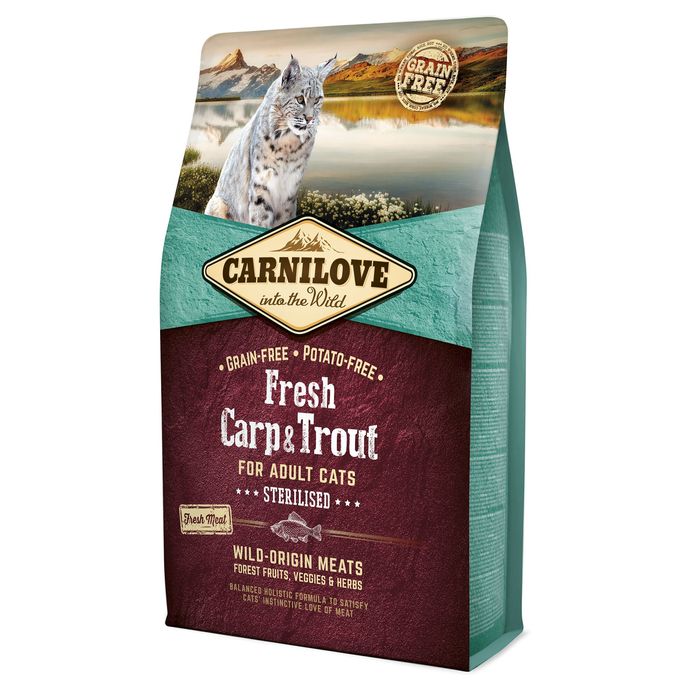 GRAIN
FREE
CARNILOVE
into the Wild
• GRAIN-FREE • POTATO-FREE •
Fresh
Carp & Trout
FOR ADULT CATS
STERILISED
Fresh Meat
WILD-ORIGIN MEATS
FOREST FRUITS, VEGGIES & HERBS
BALANCED HOLISTIC FORMULA TO SATISFY
CATS' INSTINCTIVE LOVE OF MEAT